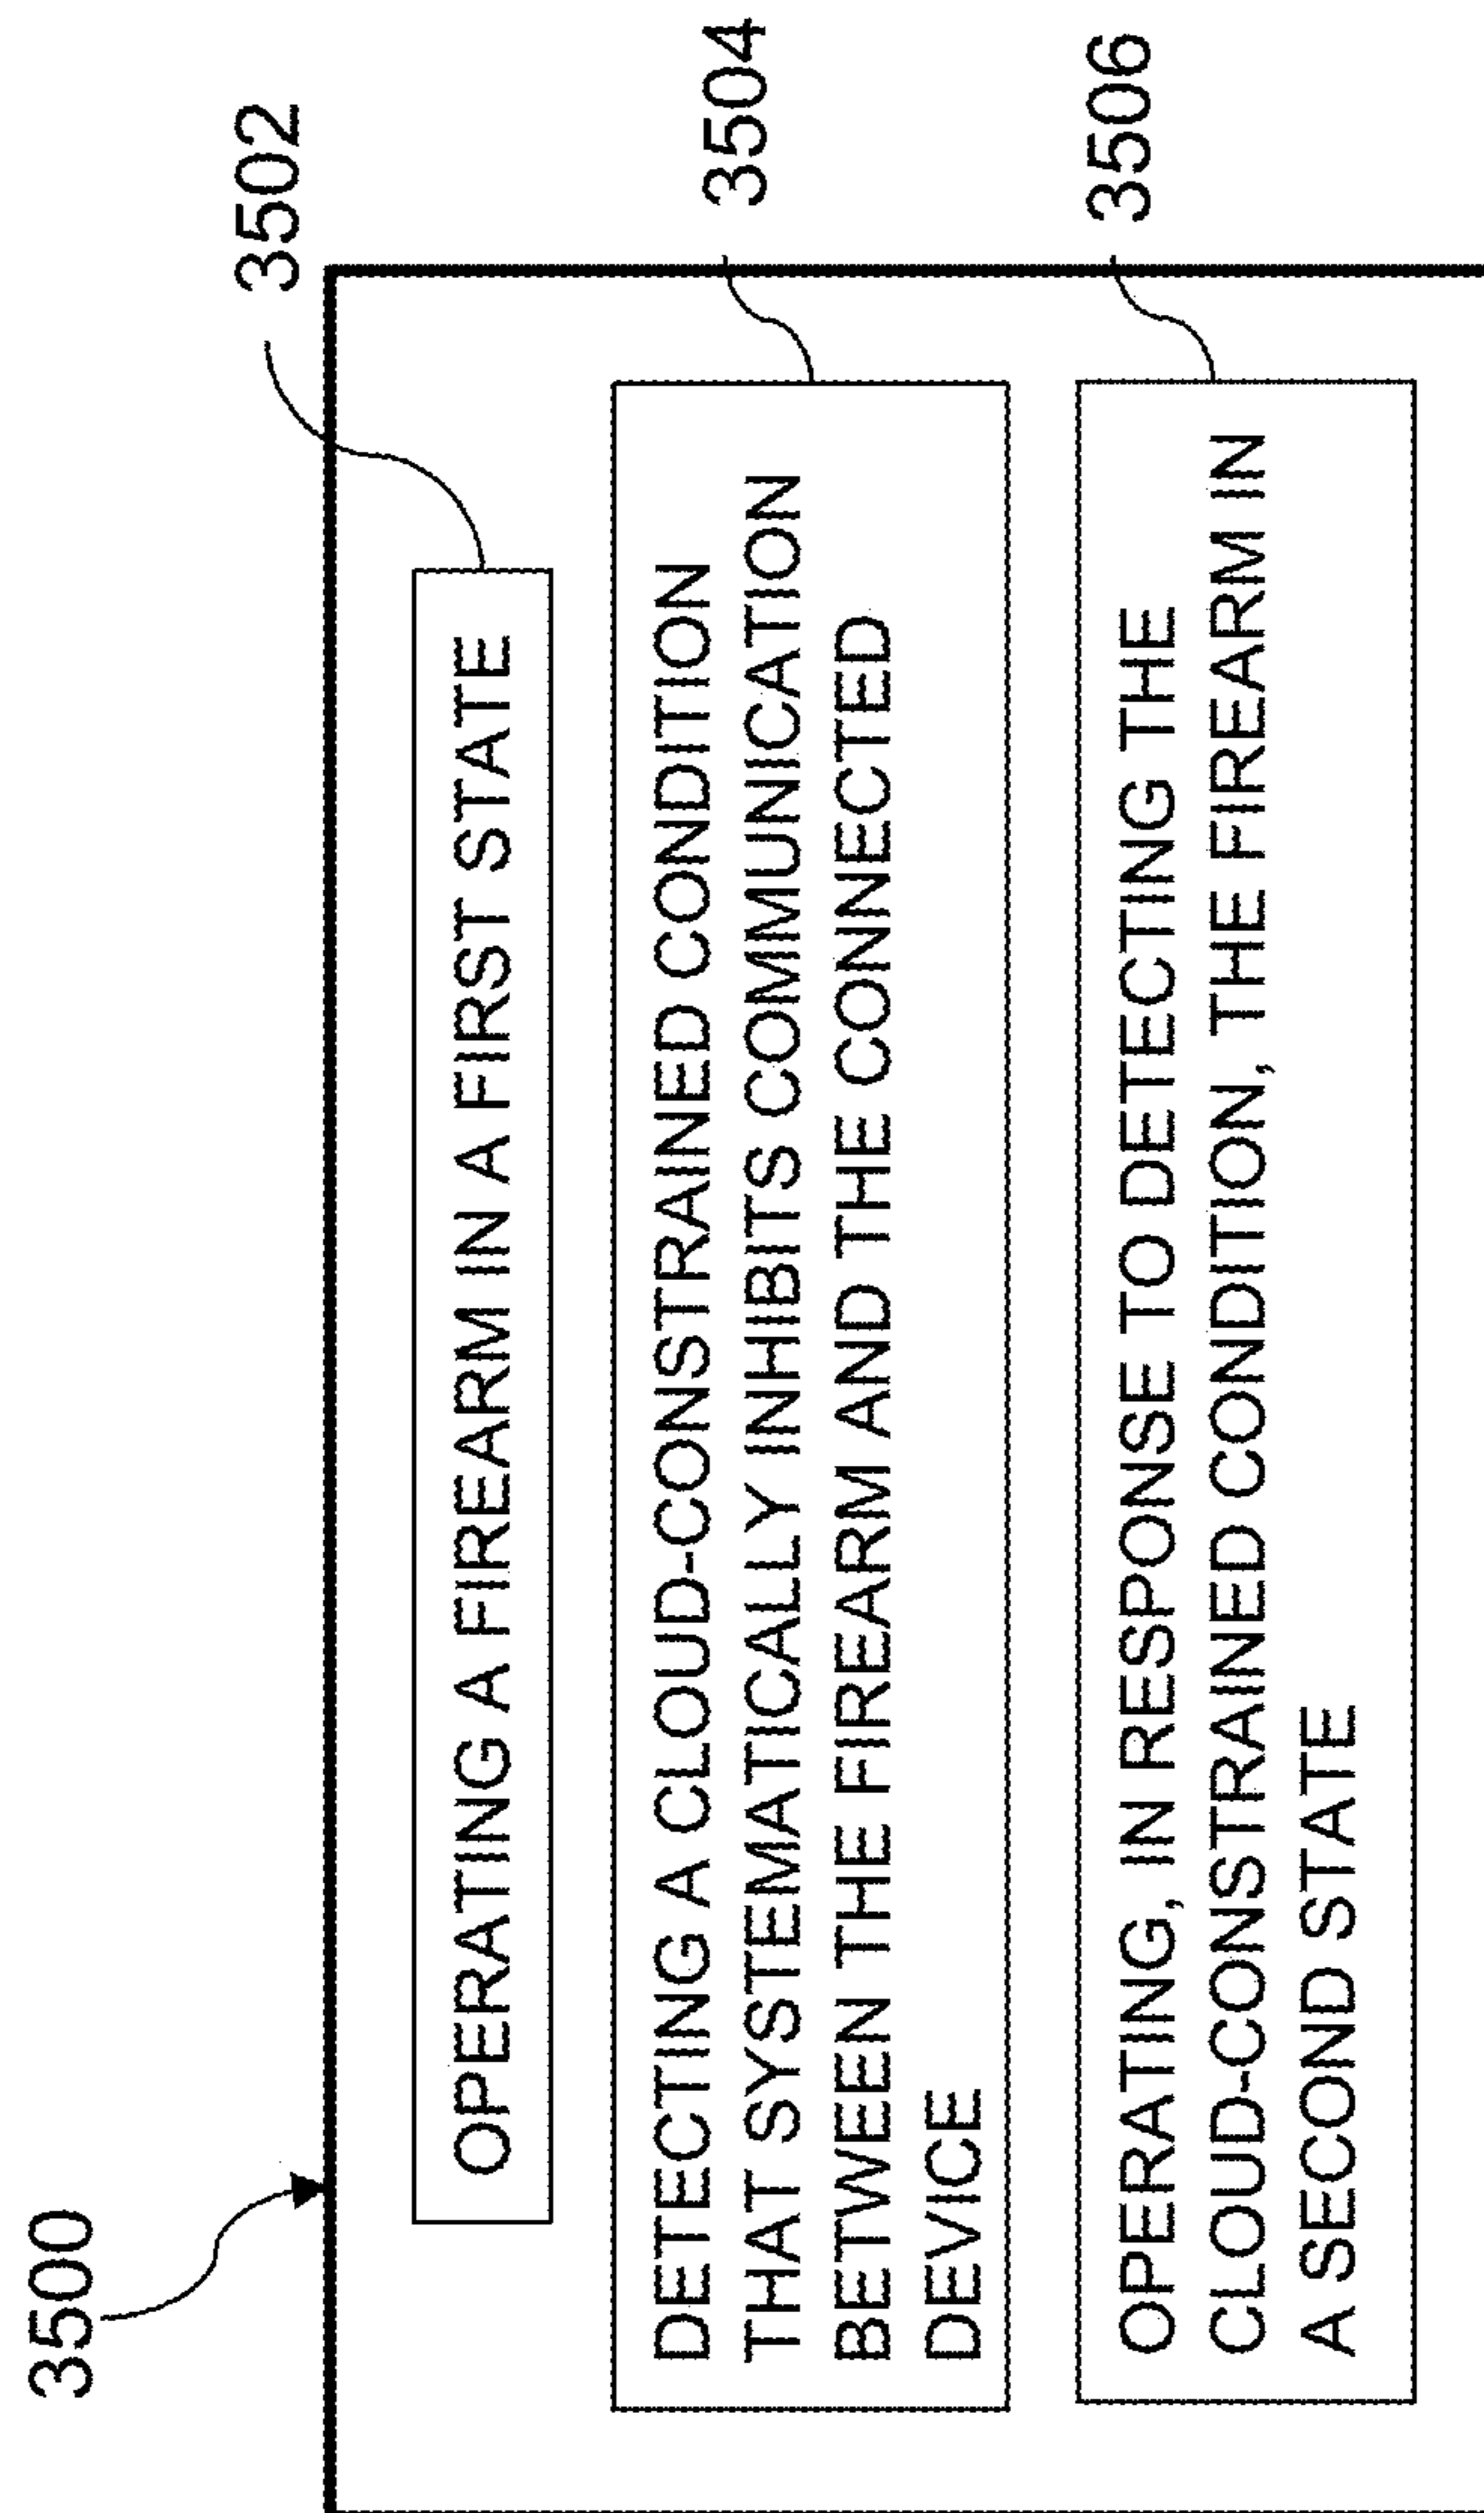 3500
3502
OPERATING A FIREARM IN A FIRST STATE
3504
DETECTING A CLOUD-CONSTRAINED CONDITION
THAT SYSTEMATICALLY INHIBITS COMMUNICATION
BETWEEN THE FIREARM AND THE CONNECTED
DEVICE
3506
OPERATING, IN RESPONSE TO DETECTING THE
CLOUD-CONSTRAINED CONDITION, THE FIREARM IN
A SECOND STATE